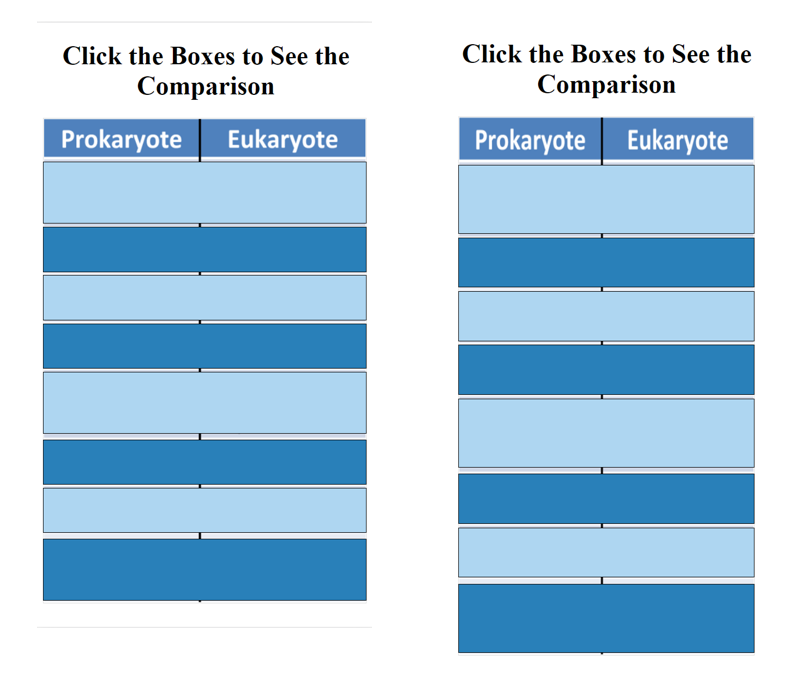 Click the Boxes to See the
Comparison
Prokaryote Eukaryote
Click the Boxes to See the
Comparison
Prokaryote Eukaryote